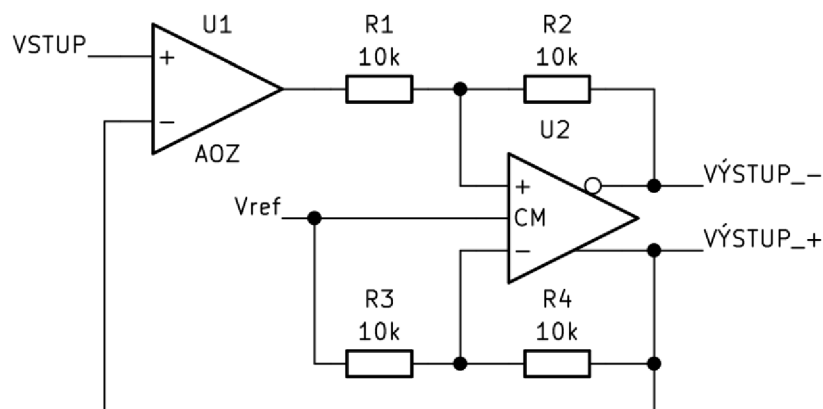 U1
VSTUP
+
−
AOZ
R1
10k
R2
10k
U2
+
CM
−
VÝSTUP_−
Vref
VÝSTUP_+
R3
10k
R4
10k